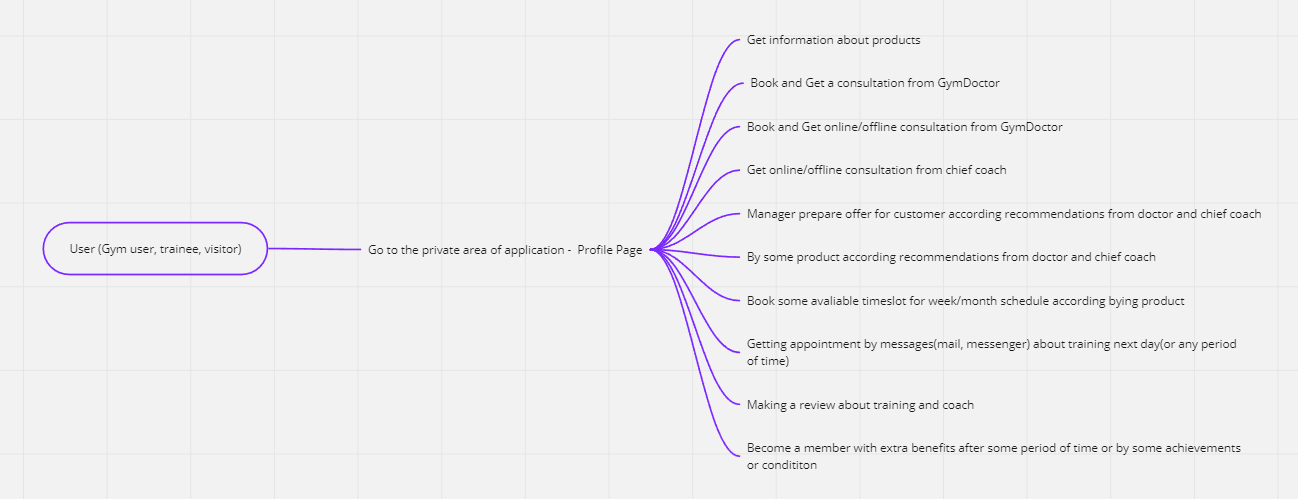 Get information about products
Book and Get a consultation from GymDoctor
Book and Get online/offline consultation from GymDoctor
Get online/offline consultation from chief coach
Manager prepare offer for customer according recommendations from doctor and chief coach
User (Gym user, trainee, visitor)
Go to the private area of application - Profile Page
By some product according recommendations from doctor and chief coach
Book some avaliable timeslot for week/month schedule according bying product
Getting appointment by messages(mail, messenger) about training next day(or any period
of time)
Making a review about training and coach
Become a member with extra benefits after some period of time or by some achievements
or condititon